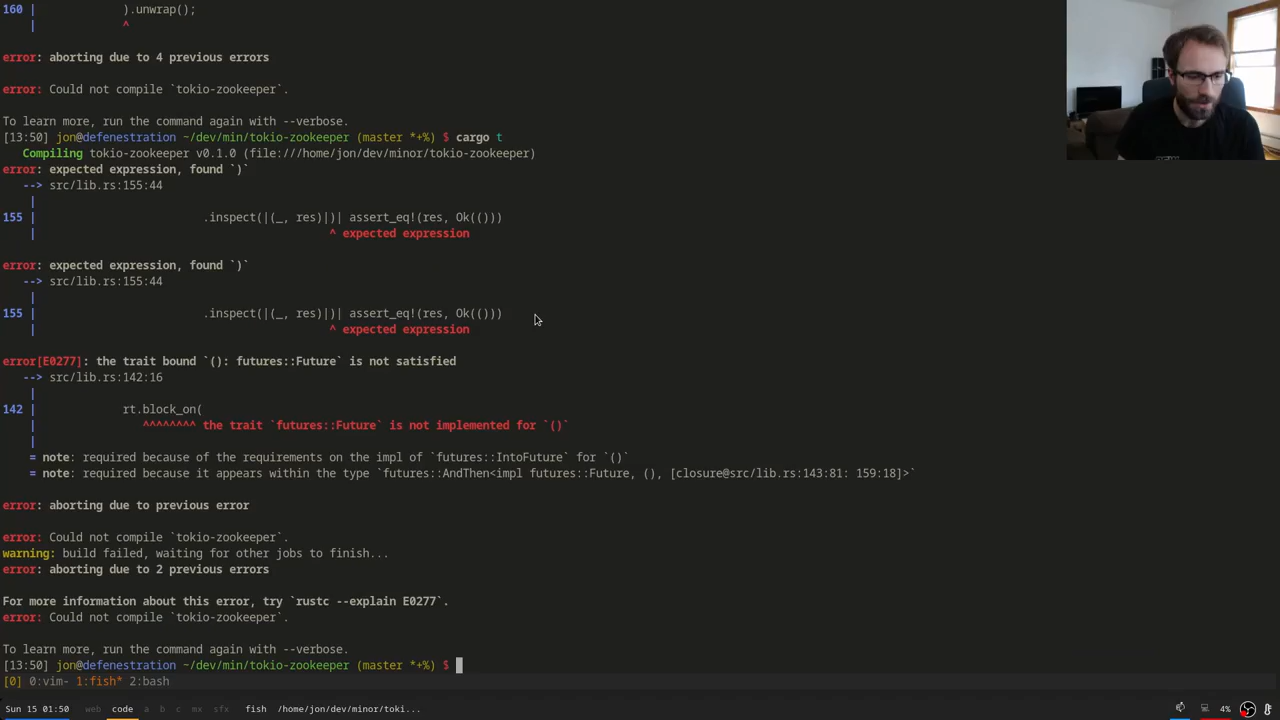 160 |             ).unwrap();
    |             ^
error: aborting due to 4 previous errors
error: Could not compile `tokio-zookeeper`.
To learn more, run the command again with --verbose.
[13:50] jon@defenestration ~/dev/min/tokio-zookeeper (master *+%) $ cargo t
   Compiling tokio-zookeeper v0.1.0 (file:///home/jon/dev/minor/tokio-zookeeper)
error: expected expression, found `)`
   --> src/lib.rs:155:44
    |
155 |                     .inspect(|(_, res)|)| assert_eq!(res, Ok(()))
    |                                        ^ expected expression
error: expected expression, found `)`
   --> src/lib.rs:155:44
    |
155 |                     .inspect(|(_, res)|)| assert_eq!(res, Ok(()))
    |                                        ^ expected expression
error[E0277]: the trait bound `(): futures::Future` is not satisfied
   --> src/lib.rs:142:16
    |
142 |             rt.block_on(
    |                ^^^^^^^^ the trait `futures::Future` is not implemented for `()`
    |
    = note: required because of the requirements on the impl of `futures::IntoFuture` for `()`
    = note: required because it appears within the type `futures::AndThen<impl futures::Future, (), [closure@src/lib.rs:143:81: 159:18]>`
error: aborting due to previous error
error: Could not compile `tokio-zookeeper`.
warning: build failed, waiting for other jobs to finish...
error: aborting due to 2 previous errors
For more information about this error, try `rustc --explain E0277`.
error: Could not compile `tokio-zookeeper`.
To learn more, run the command again with --verbose.
[13:50] jon@defenestration ~/dev/min/tokio-zookeeper (master *+%) $
[0] 0:vim- 1:fish* 2:bash
Sun 15 01:50 web code a b c mx sfx fish /home/jon/dev/minor/toki... 4%